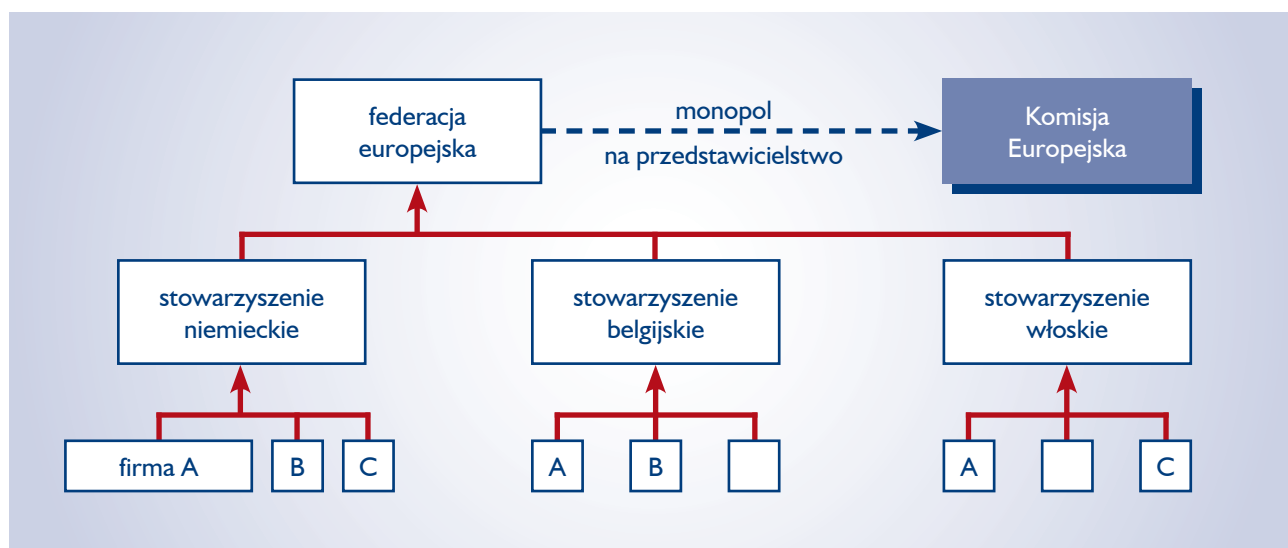 federacja
europejska
monopol
na przedstawicielstwo
Komisja
Europejska
stowarzyszenie
niemieckie
stowarzyszenie
belgijskie
stowarzyszenie
włoskie
firma A
B
C
A
B
A
C